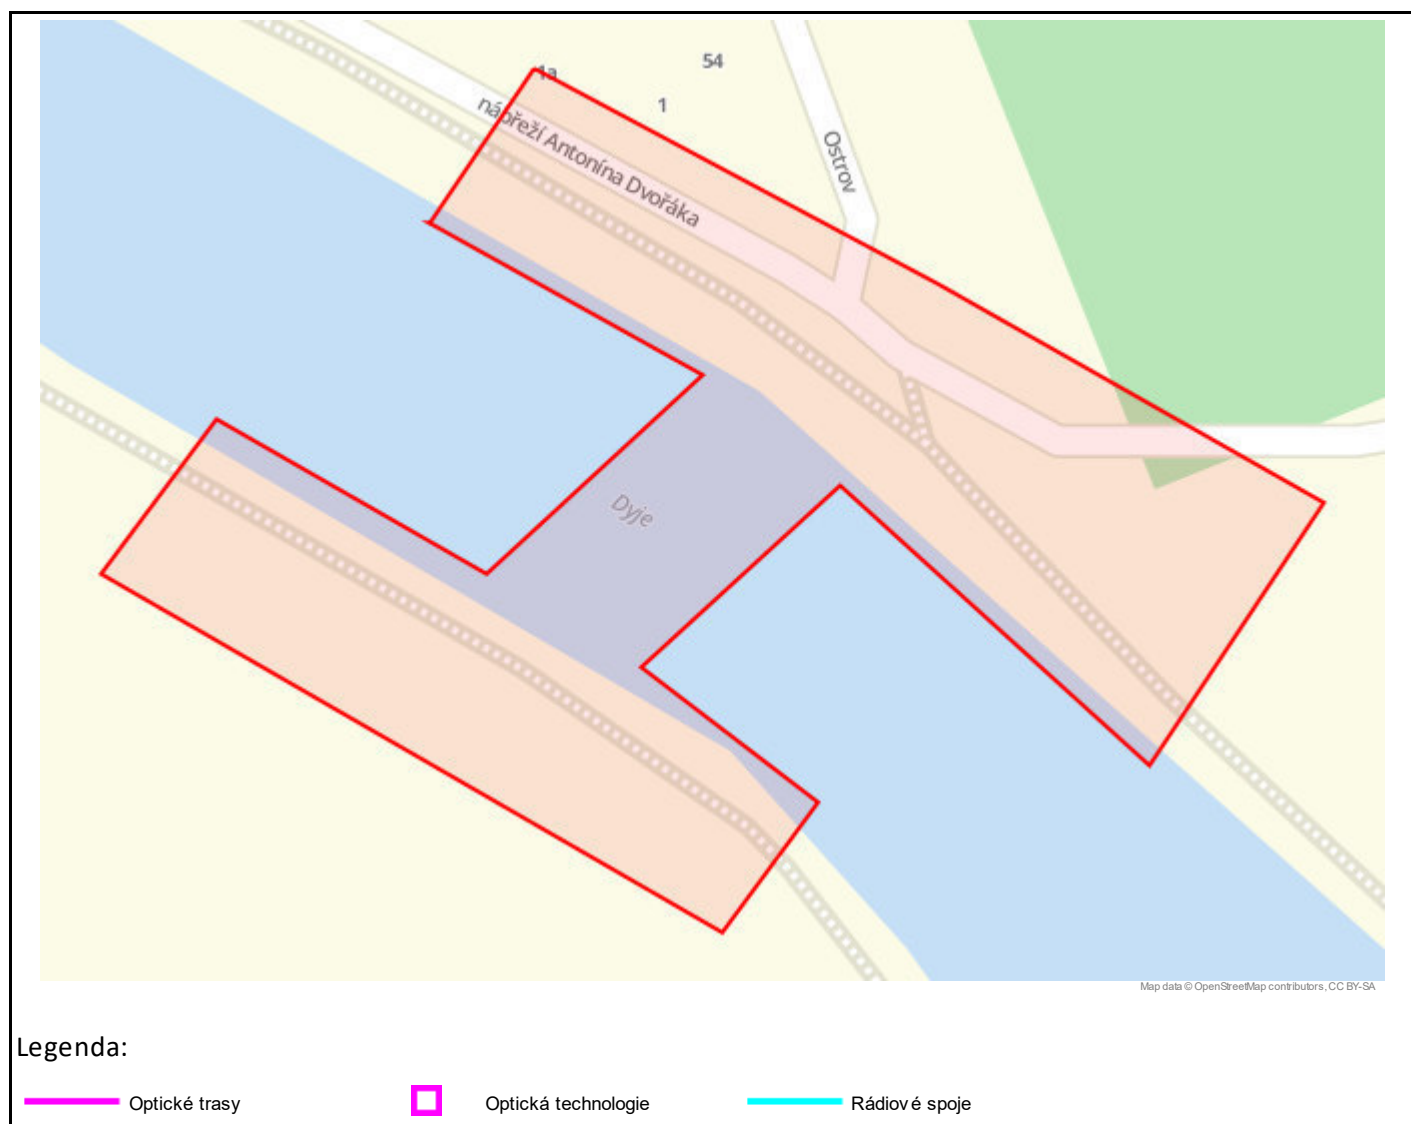 1a
54
1
nábřeží Antonína Dvořáka
Ostrov
Dyje
Map data © OpenStreetMap contributors, CC BY-SA
Legenda:
Optické trasy
Optická technologie
Rádiové spoje